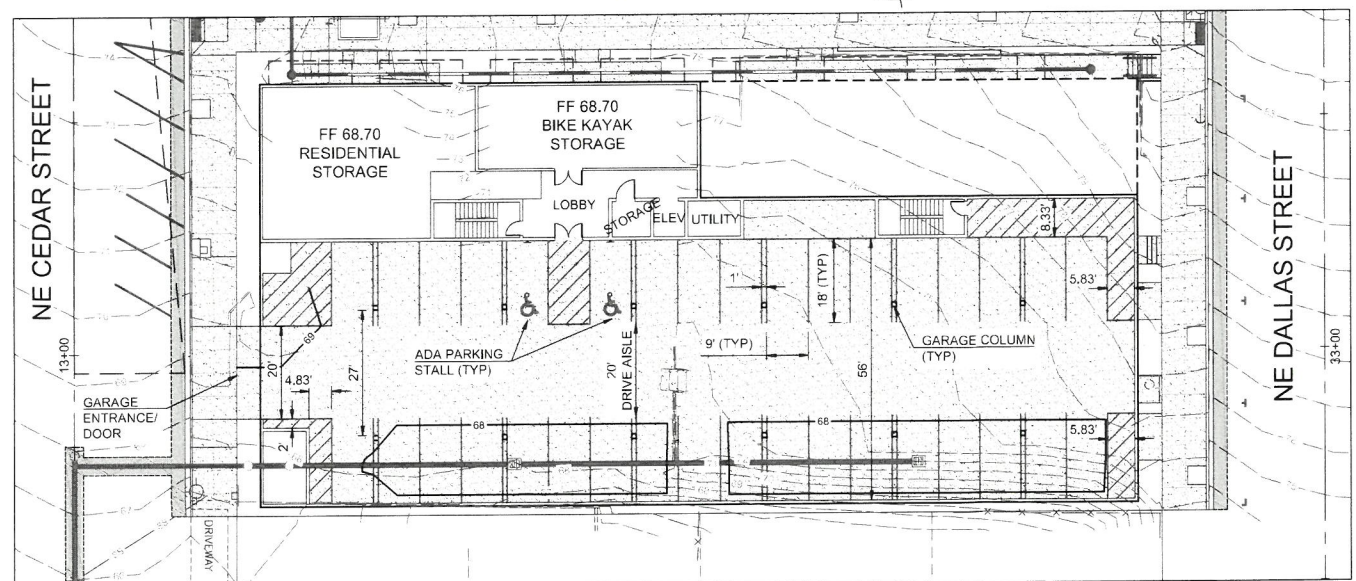 NE CEDAR STREET
13+00
FF 68.70
RESIDENTIAL
STORAGE
FF 68.70
BIKE KAYAK
STORAGE
LOBBY
STORAGE
ELEV
UTILITY
8.33'
5.83'
1'
18' (TYP)
69
ADA PARKING
STALL (TYP)
9' (TYP)
GARAGE COLUMN
(TYP)
20'
4.83'
27'
20'
DRIVE AISLE
56'
GARAGE
ENTRANCE/
DOOR
2'
68
68
5.83'
DRIVEWAY
NE DALLAS STREET
33+00